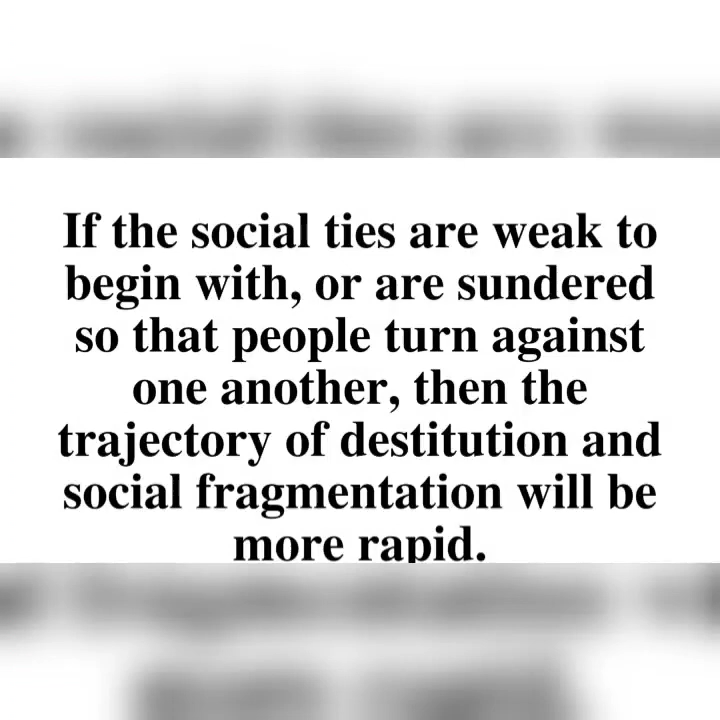 If the social ties are weak to
begin with, or are sundered
so that people turn against
one another, then the
trajectory of destitution and
social fragmentation will be
more rapid.